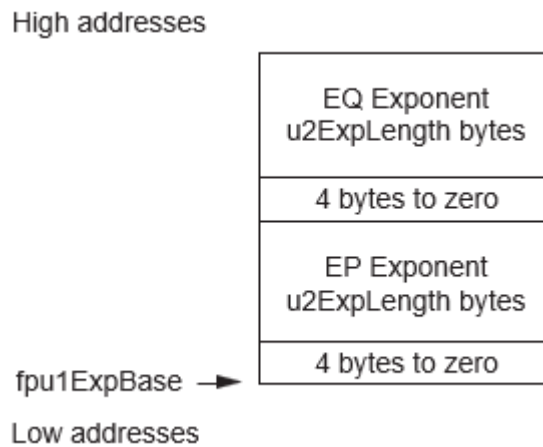 High addresses
EQ Exponent
u2ExpLength bytes
4 bytes to zero
EP Exponent
u2ExpLength bytes
4 bytes to zero
fpu1ExpBase
Low addresses